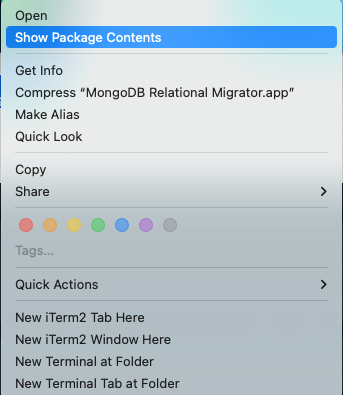 Open
Show Package Contents
Get Info
Compress “MongoDB Relational Migrator.app”
Make Alias
Quick Look
Copy
Share
Tags...
Quick Actions
New iTerm2 Tab Here
New iTerm2 Window Here
New Terminal at Folder
New Terminal Tab at Folder